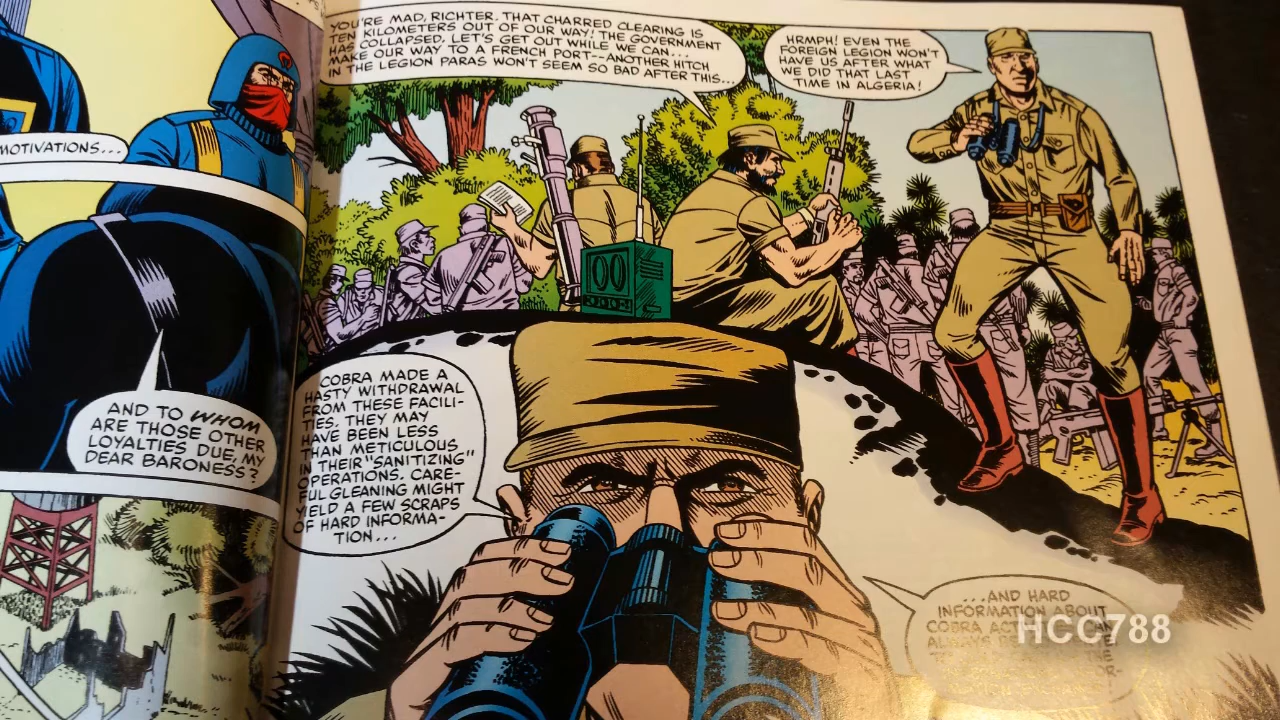 MOTIVATIONS...
AND TO WHOM
ARE THOSE OTHER
LOYALTIES DUE, MY
DEAR BARONESS?
YOU'RE MAD, RICHTER. THAT CHARRED CLEARING IS
TEN KILOMETERS OUT OF OUR WAY! THE GOVERNMENT
HAS COLLAPSED. LET'S GET OUT WHILE WE CAN...
MAKE OUR WAY TO A FRENCH PORT--ANOTHER HITCH
IN THE LEGION PARAS WON'T SEEM SO BAD AFTER THIS...
HRMPH! EVEN THE
FOREIGN LEGION WON'T
HAVE US AFTER WHAT
WE DID THAT LAST
TIME IN ALGERIA!
COBRA MADE A
HASTY WITHDRAWAL
FROM THESE FACILI-
TIES. THEY MAY
HAVE BEEN LESS
THAN METICULOUS
IN THEIR "SANITIZING"
OPERATIONS. CARE-
FUL GLEANING MIGHT
YIELD A FEW SCRAPS
OF HARD INFORMA-
TION...
...AND HARD
INFORMATION ABOUT
COBRA
HCC788